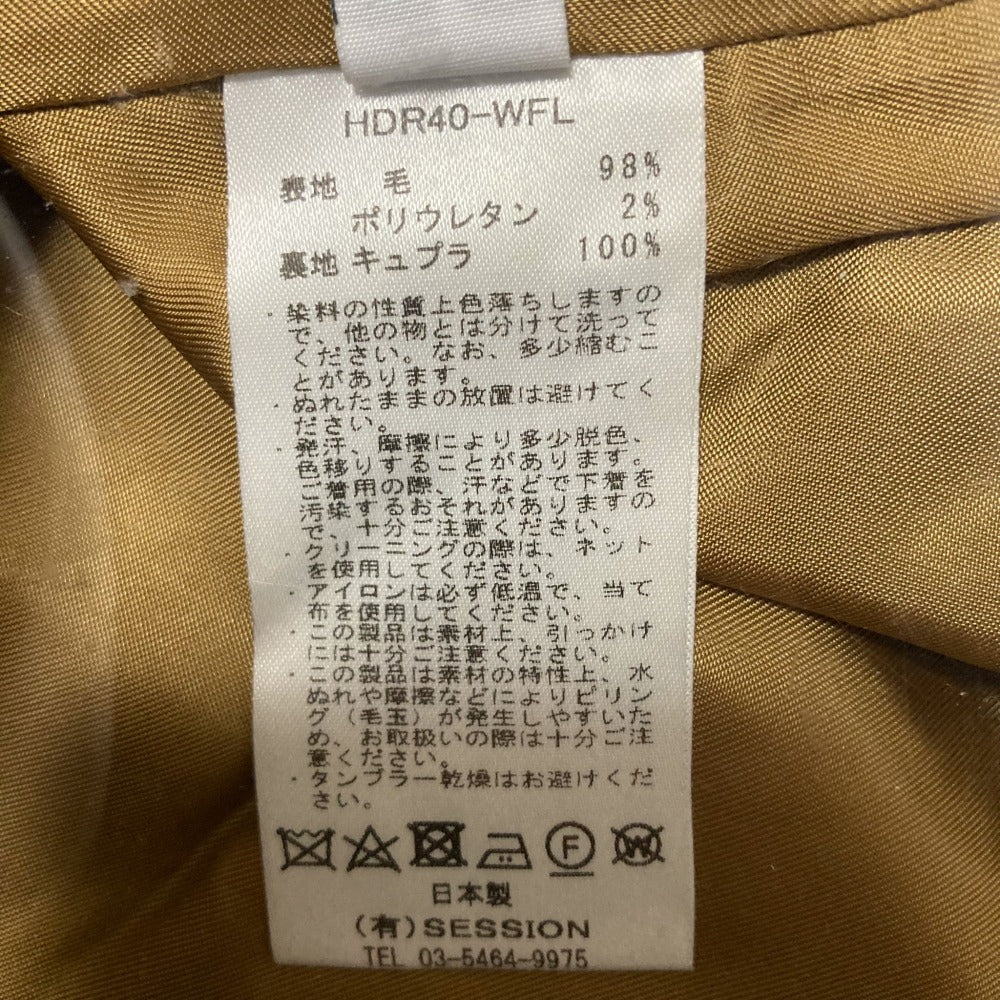 HDR40-WFL
表地 毛 98%
ポリウレタン 2%
裏地 キュプラ 100%
・染料の性質上色落ちしますの
で、他の物とは分けて洗って
ください。なお、多少縮むこ
とがあります。
・ぬれたままの放置は避けてく
ださい。
・発汗、摩擦により多少脱色、
色移りすることがあります。
ご着用の際、汗などで下着を
汚染するおそれがありますの
で、十分ご注意ください。
・クリーニングの際は、ネット
を使用してください。
・アイロンは必ず低温で、当て
布を使用してください。
・この製品は素材上、引っかけ
には十分ご注意ください。
・この製品は素材の特性上、水
ぬれや摩擦などによりピリン
グ（毛玉）が発生しやすいた
め、お取扱いの際は十分ご注
意ください。
・タンブラー乾燥はお避けくだ
さい。
F W
日本製
(有)SESSION
TEL 03-5464-9975